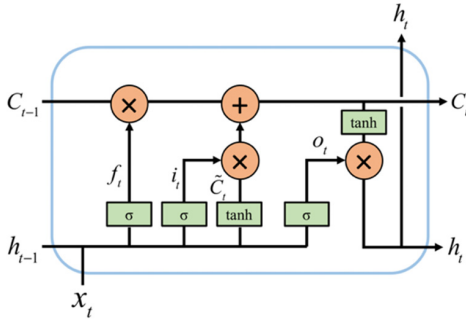 h_t
C_{t-1}
C_t
tanh
f_t
i_t
C̃_t
o_t
σ
σ
tanh
σ
h_{t-1}
h_t
x_t